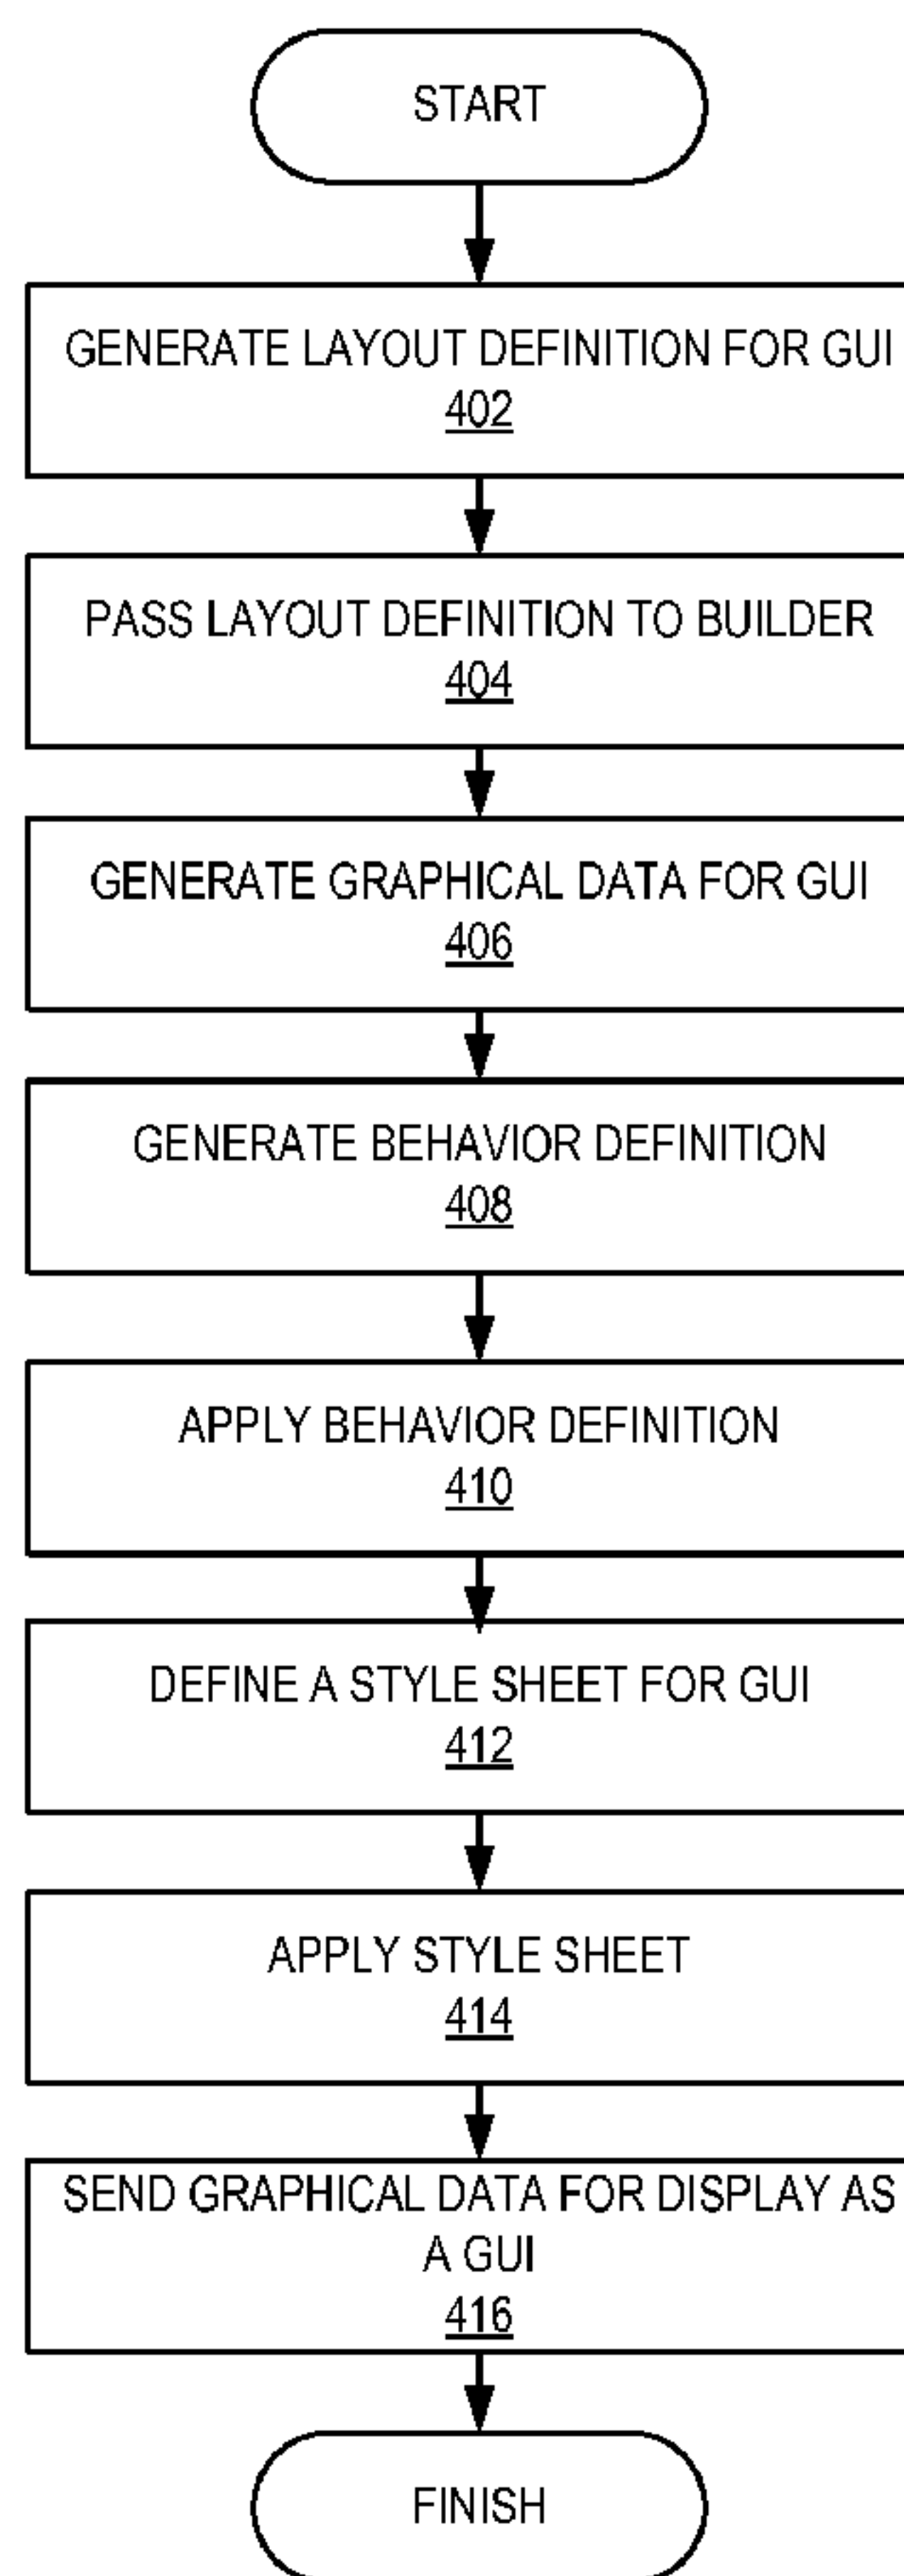 START
GENERATE LAYOUT DEFINITION FOR GUI
402
PASS LAYOUT DEFINITION TO BUILDER
404
GENERATE GRAPHICAL DATA FOR GUI
406
GENERATE BEHAVIOR DEFINITION
408
APPLY BEHAVIOR DEFINITION
410
DEFINE A STYLE SHEET FOR GUI
412
APPLY STYLE SHEET
414
SEND GRAPHICAL DATA FOR DISPLAY AS
A GUI
416
FINISH